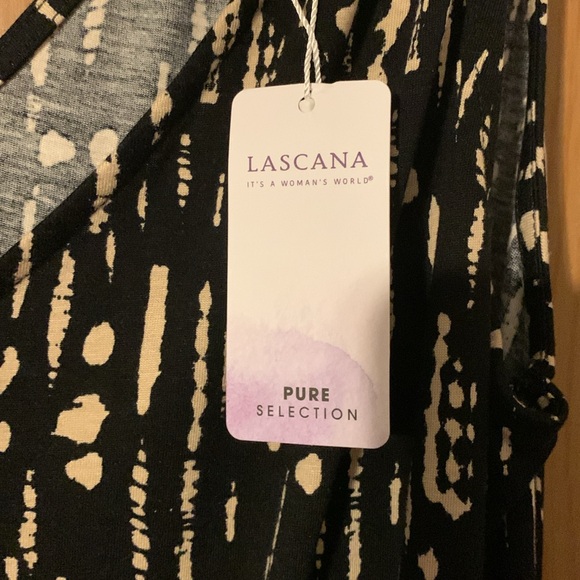 LASCANA
IT'S A WOMAN'S WORLD®
PURE
SELECTION